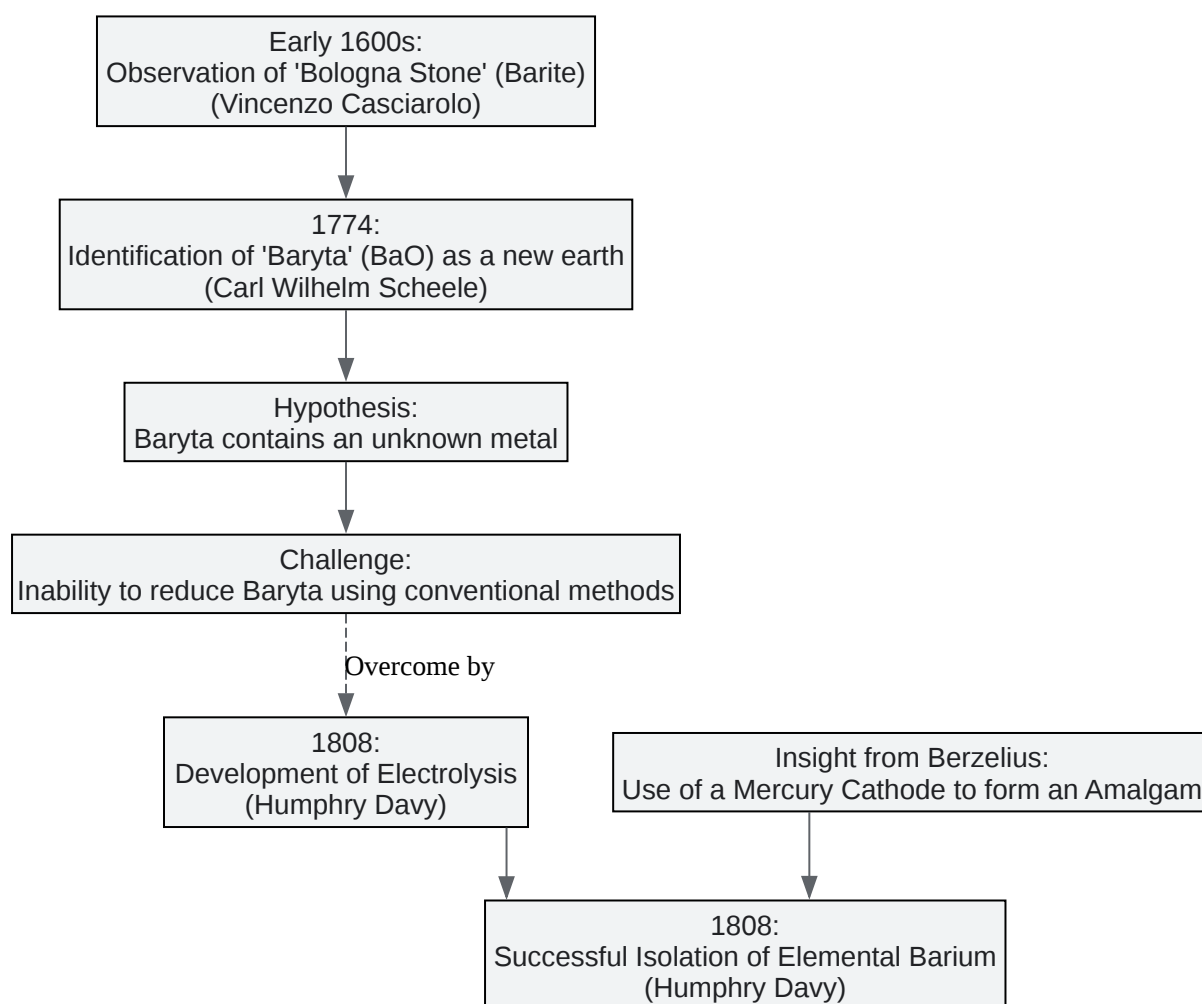 Early 1600s:
Observation of 'Bologna Stone' (Barite)
(Vincenzo Casciarolo)
1774:
Identification of 'Baryta' (BaO) as a new earth
(Carl Wilhelm Scheele)
Hypothesis:
Baryta contains an unknown metal
Challenge:
Inability to reduce Baryta using conventional methods
Overcome by
1808:
Development of Electrolysis
(Humphry Davy)
Insight from Berzelius:
Use of a Mercury Cathode to form an Amalgam
1808:
Successful Isolation of Elemental Barium
(Humphry Davy)